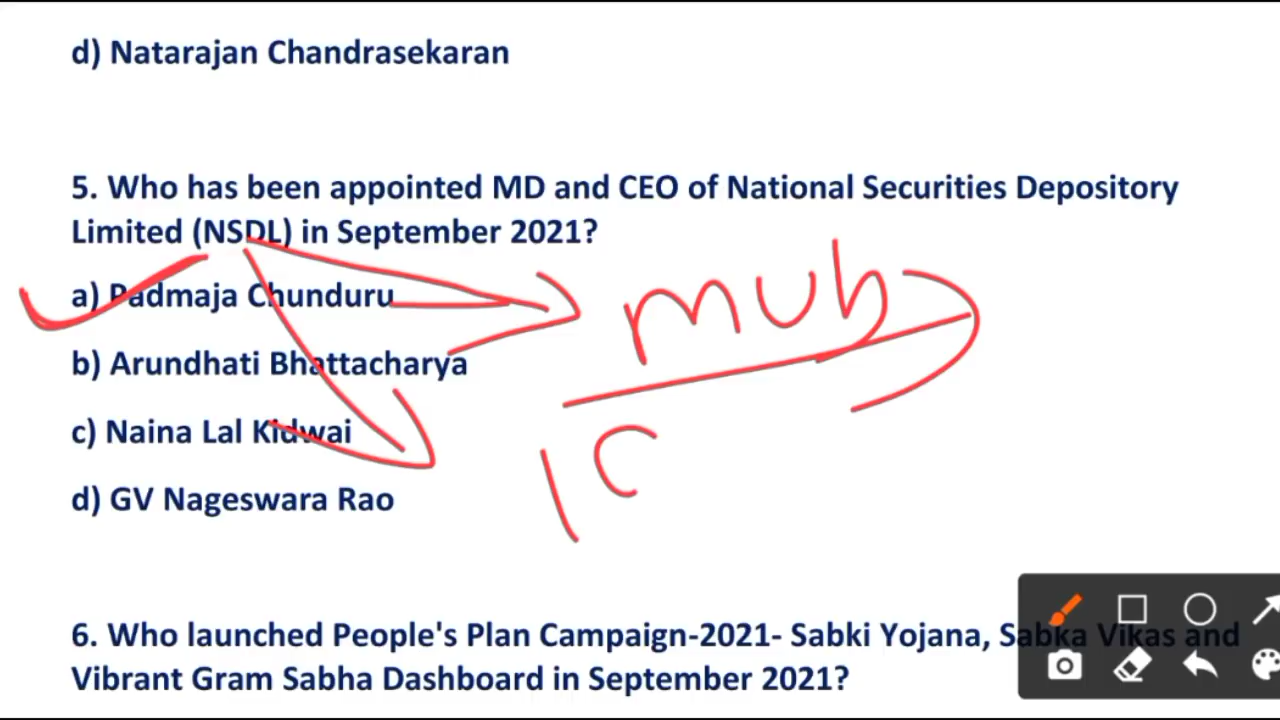 d) Natarajan Chandrasekaran
5. Who has been appointed MD and CEO of National Securities Depository
Limited (NSDL) in September 2021?
a) Padmaja Chunduru
b) Arundhati Bhattacharya
mub
c) Naina Lal Kidwai
d) GV Nageswara Rao
6. Who launched People's Plan Campaign-2021- Sabki Yojana, Sabka Vikas and
Vibrant Gram Sabha Dashboard in September 2021?